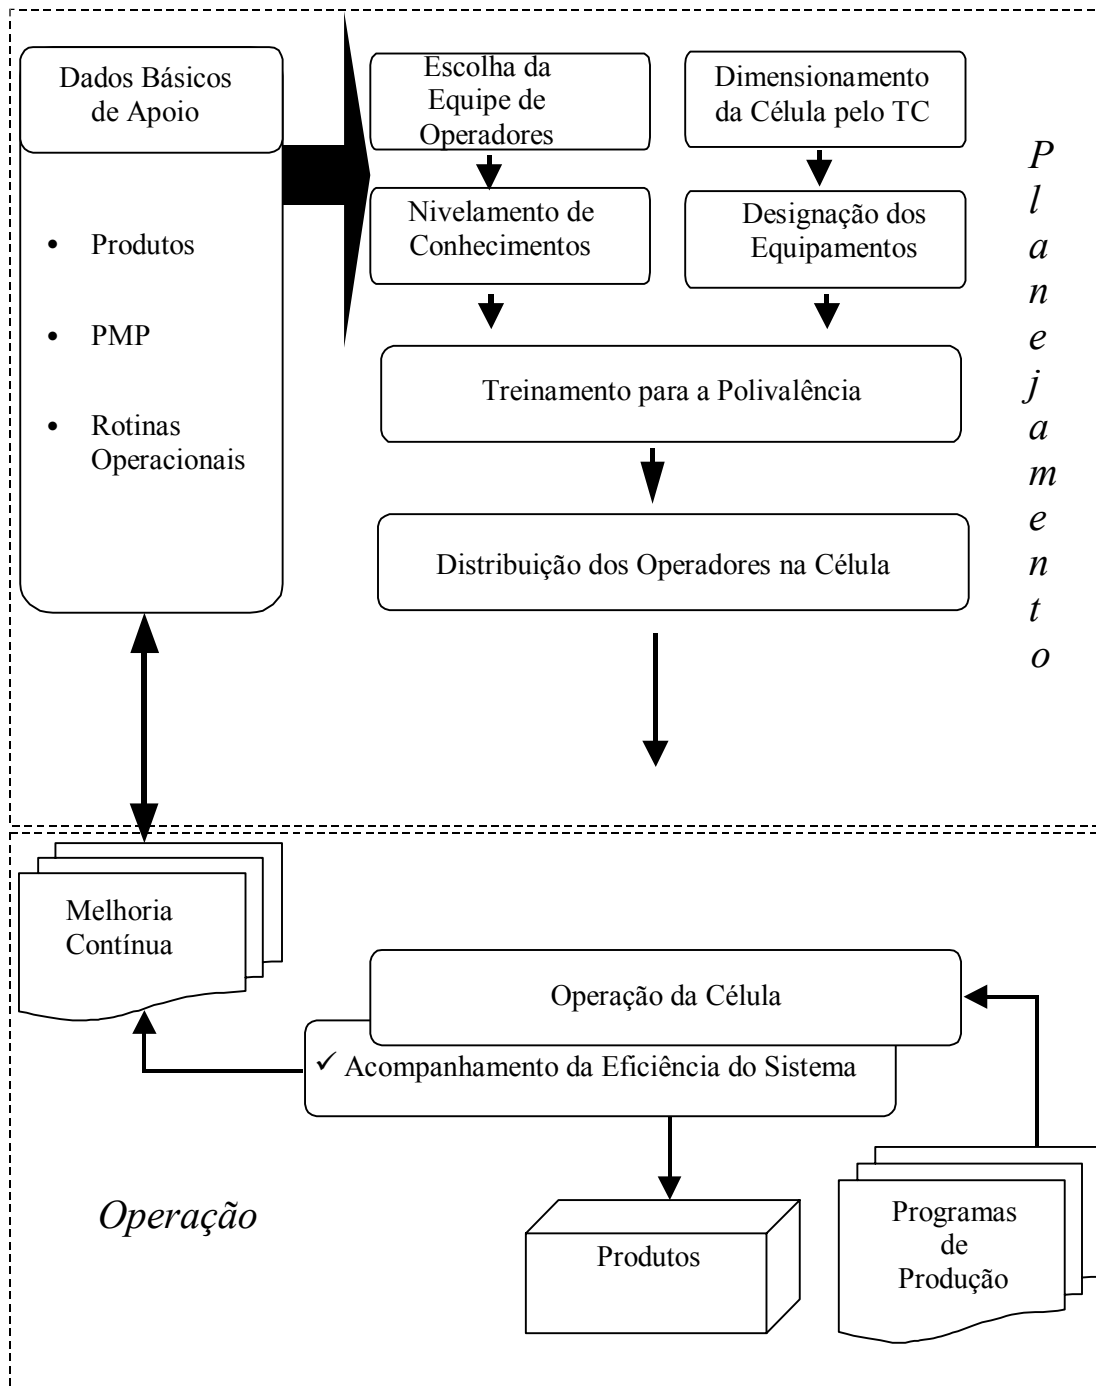 Dados Básicos
de Apoio
• Produtos
• PMP
• Rotinas
Operacionais
Escolha da
Equipe de
Operadores
Dimensionamento
da Célula pelo TC
Nivelamento de
Conhecimentos
Designação dos
Equipamentos
Treinamento para a Polivalência
Distribuição dos Operadores na Célula
Planejamento
Melhoria
Contínua
Operação da Célula
✓ Acompanhamento da Eficiência do Sistema
Operação
Produtos
Programas
de
Produção